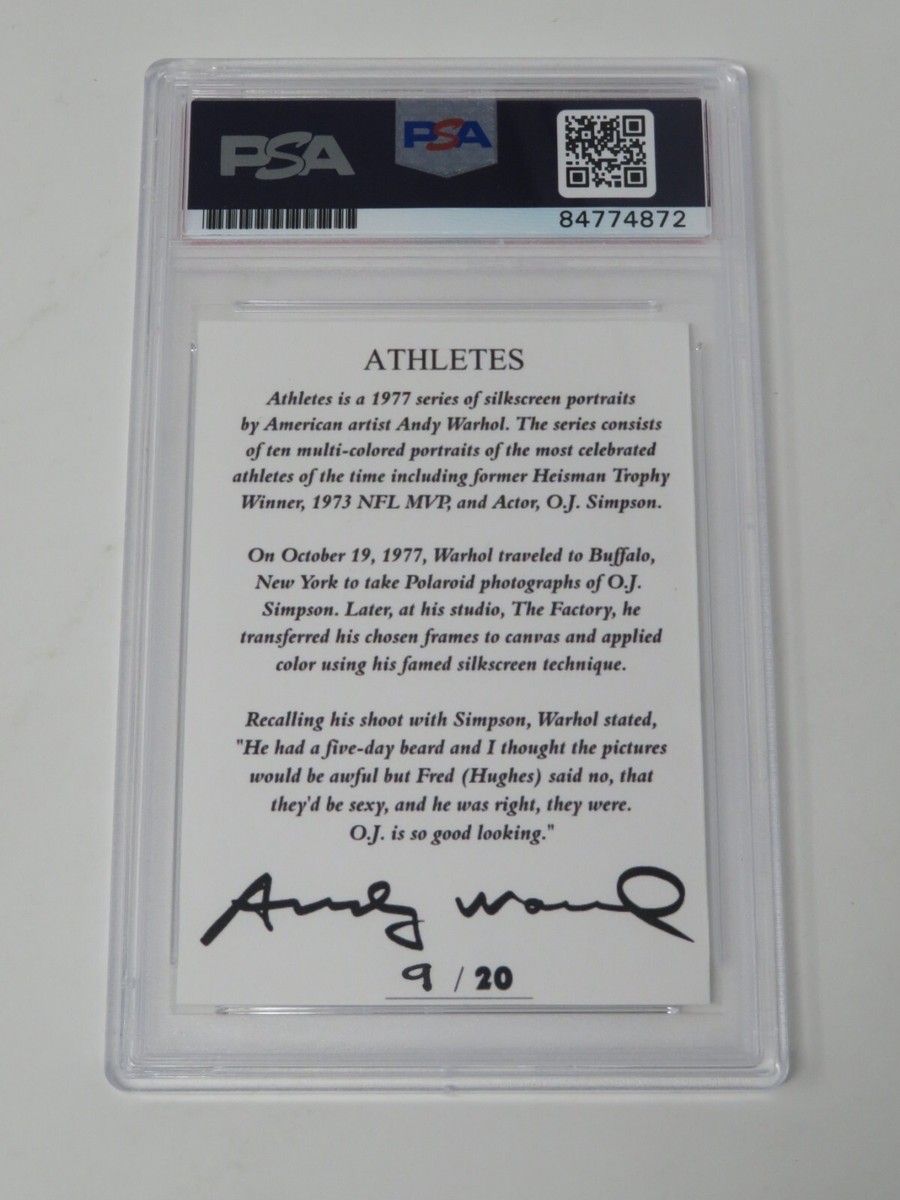 PSA
PSA
84774872
ATHLETES
Athletes is a 1977 series of silkscreen portraits
by American artist Andy Warhol. The series consists
of ten multi-colored portraits of the most celebrated
athletes of the time including former Heisman Trophy
Winner, 1973 NFL MVP, and Actor, O.J. Simpson.
On October 19, 1977, Warhol traveled to Buffalo,
New York to take Polaroid photographs of O.J.
Simpson. Later, at his studio, The Factory, he
transferred his chosen frames to canvas and applied
color using his famed silkscreen technique.
Recalling his shoot with Simpson, Warhol stated,
"He had a five-day beard and I thought the pictures
would be awful but Fred (Hughes) said no, that
they'd be sexy, and he was right, they were.
O.J. is so good looking."
Andy Warhol
9 / 20